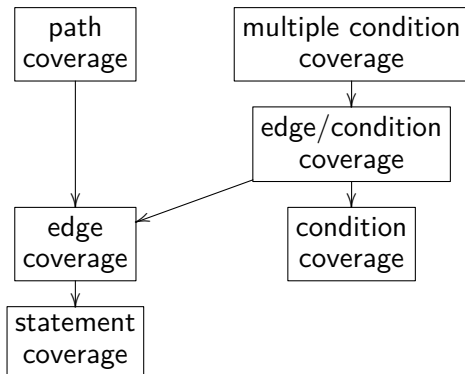 path
coverage
multiple condition
coverage
edge/condition
coverage
edge
coverage
condition
coverage
statement
coverage